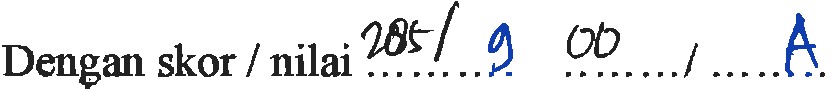 Dengan skor / nilai 285/ 9 00 / A